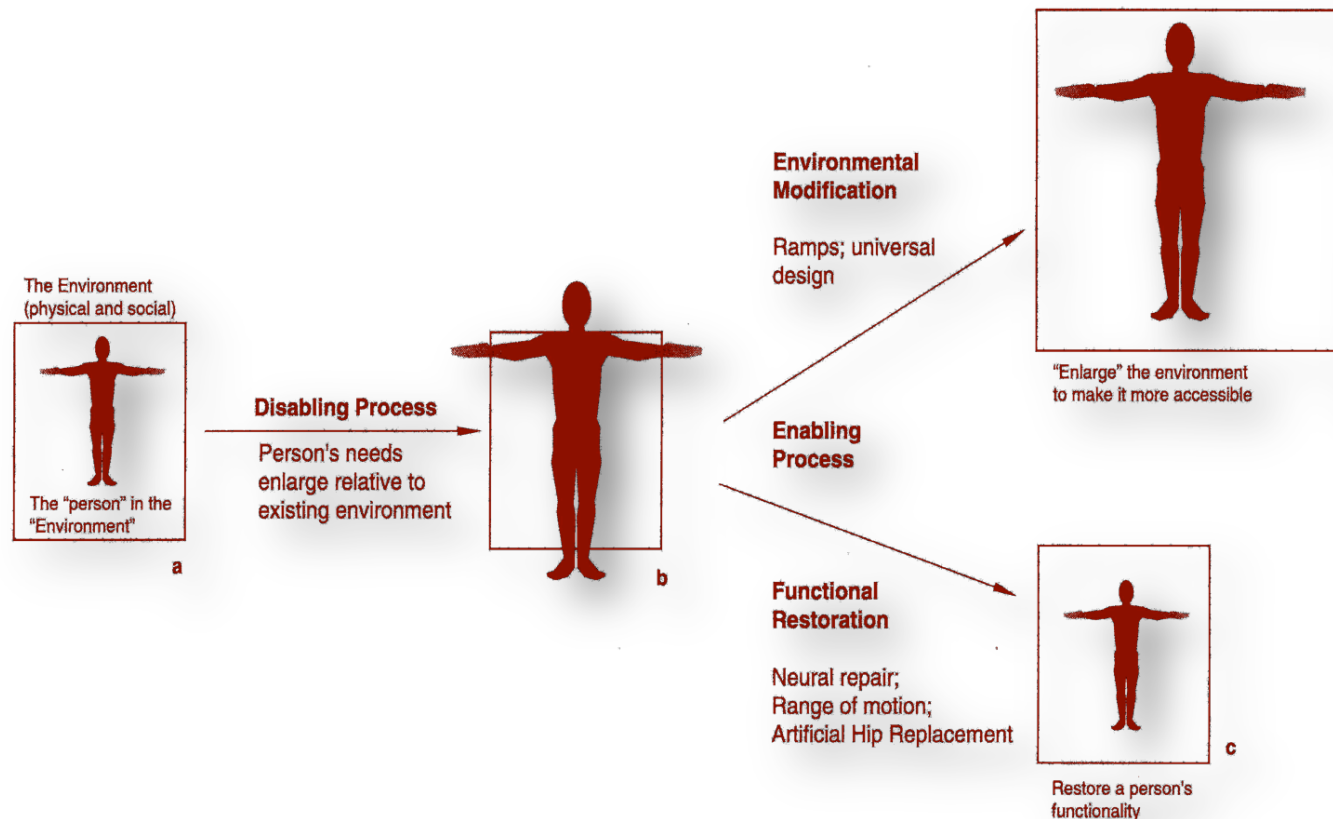 The Environment
(physical and social)
The "person" in the
"Environment"
a
Disabling Process
Person's needs
enlarge relative to
existing environment
b
Environmental
Modification
Ramps; universal
design
Enabling
Process
Functional
Restoration
Neural repair;
Range of motion;
Artificial Hip Replacement
"Enlarge" the environment
to make it more accessible
c
Restore a person's
functionality